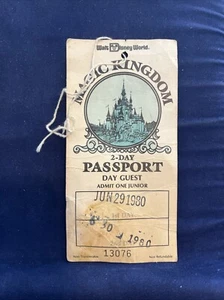 Walt Disney World.
MAGIC KINGDOM
2-DAY
PASSPORT
DAY GUEST
ADMIT ONE JUNIOR
JUN 29 1980
1980
13076